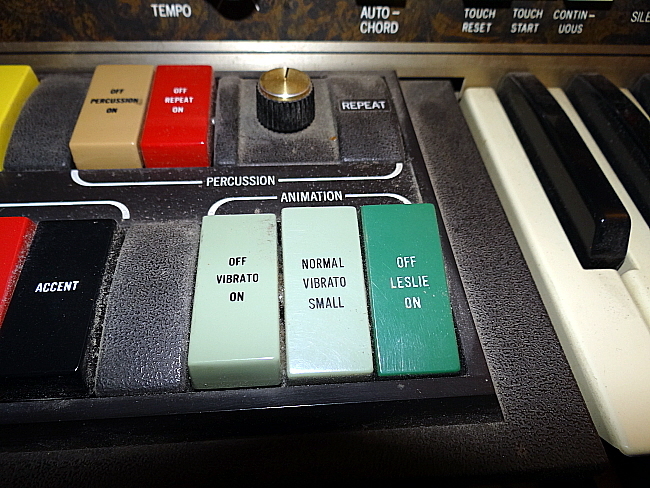 TEMPO
AUTO-
CHORD
TOUCH
RESET
TOUCH
START
CONTIN-
UOUS
OFF
PERCUSSION
ON
OFF
REPEAT
ON
REPEAT
PERCUSSION
ANIMATION
ACCENT
OFF
VIBRATO
ON
NORMAL
VIBRATO
SMALL
OFF
LESLIE
ON